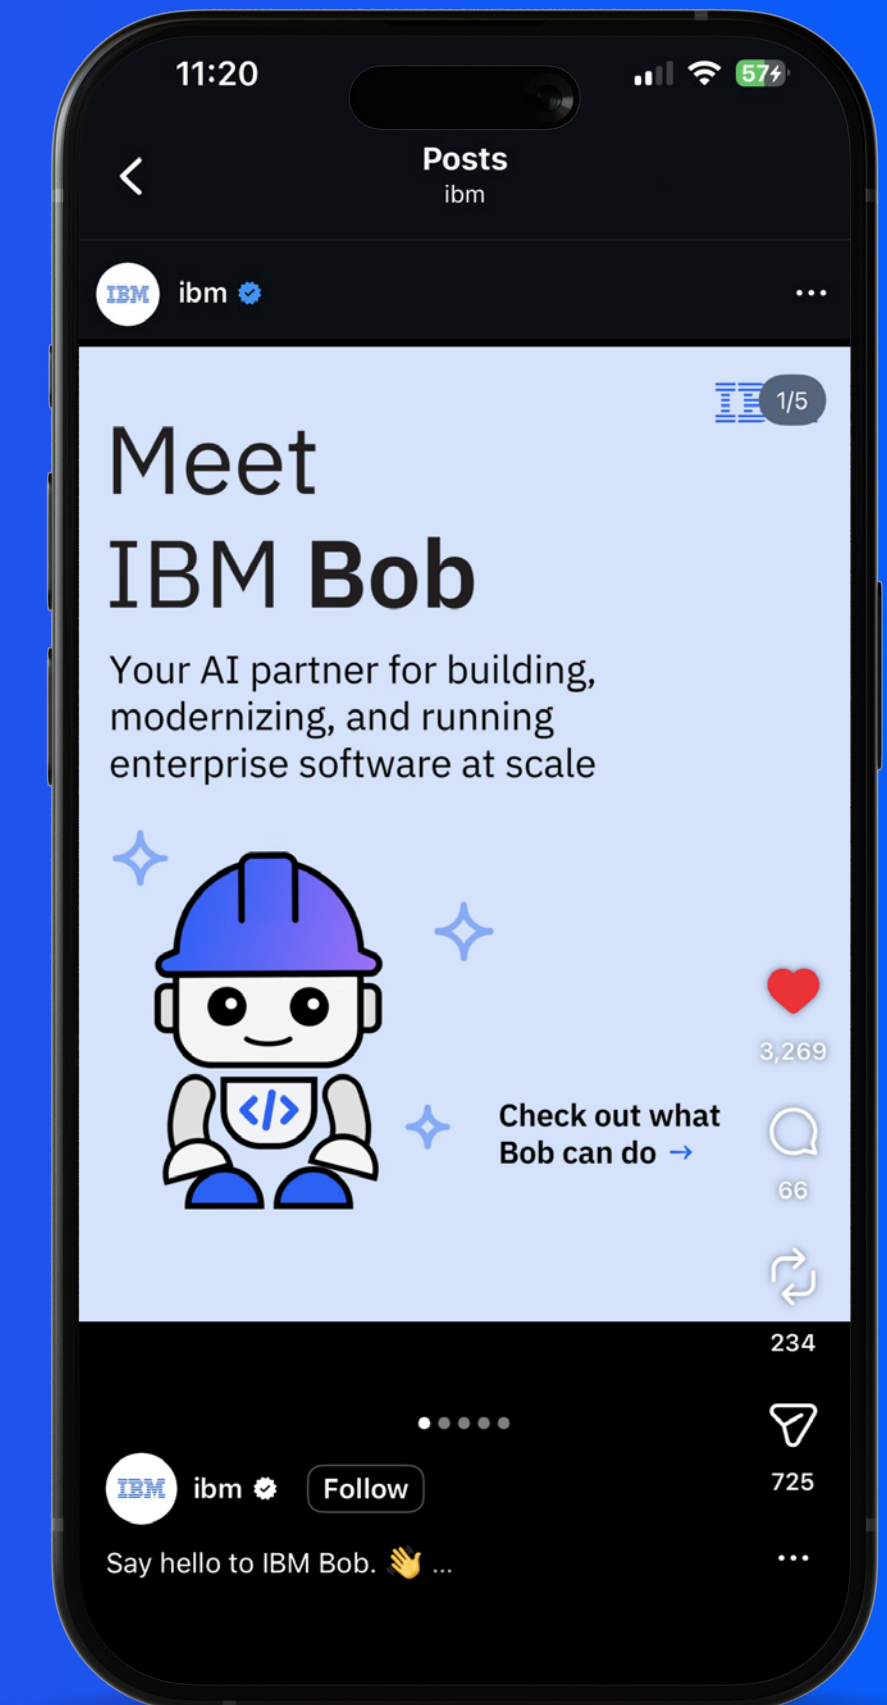 11:20
57
Posts
ibm
IBM
ibm
1/5
Meet
IBM Bob
Your AI partner for building,
modernizing, and running
enterprise software at scale
</>
3,269
Check out what
Bob can do →
66
234
725
IBM
ibm
Follow
Say hello to IBM Bob. 👋 ...